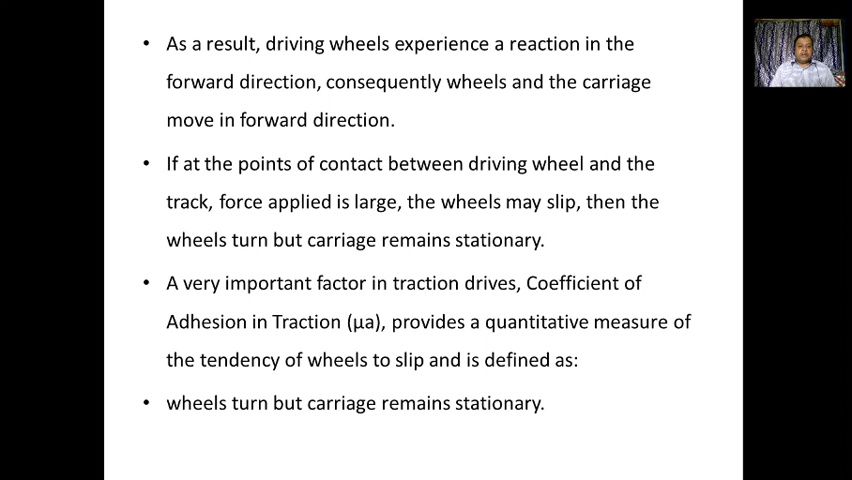 • As a result, driving wheels experience a reaction in the
forward direction, consequently wheels and the carriage
move in forward direction.
• If at the points of contact between driving wheel and the
track, force applied is large, the wheels may slip, then the
wheels turn but carriage remains stationary.
• A very important factor in traction drives, Coefficient of
Adhesion in Traction (μa), provides a quantitative measure of
the tendency of wheels to slip and is defined as:
• wheels turn but carriage remains stationary.